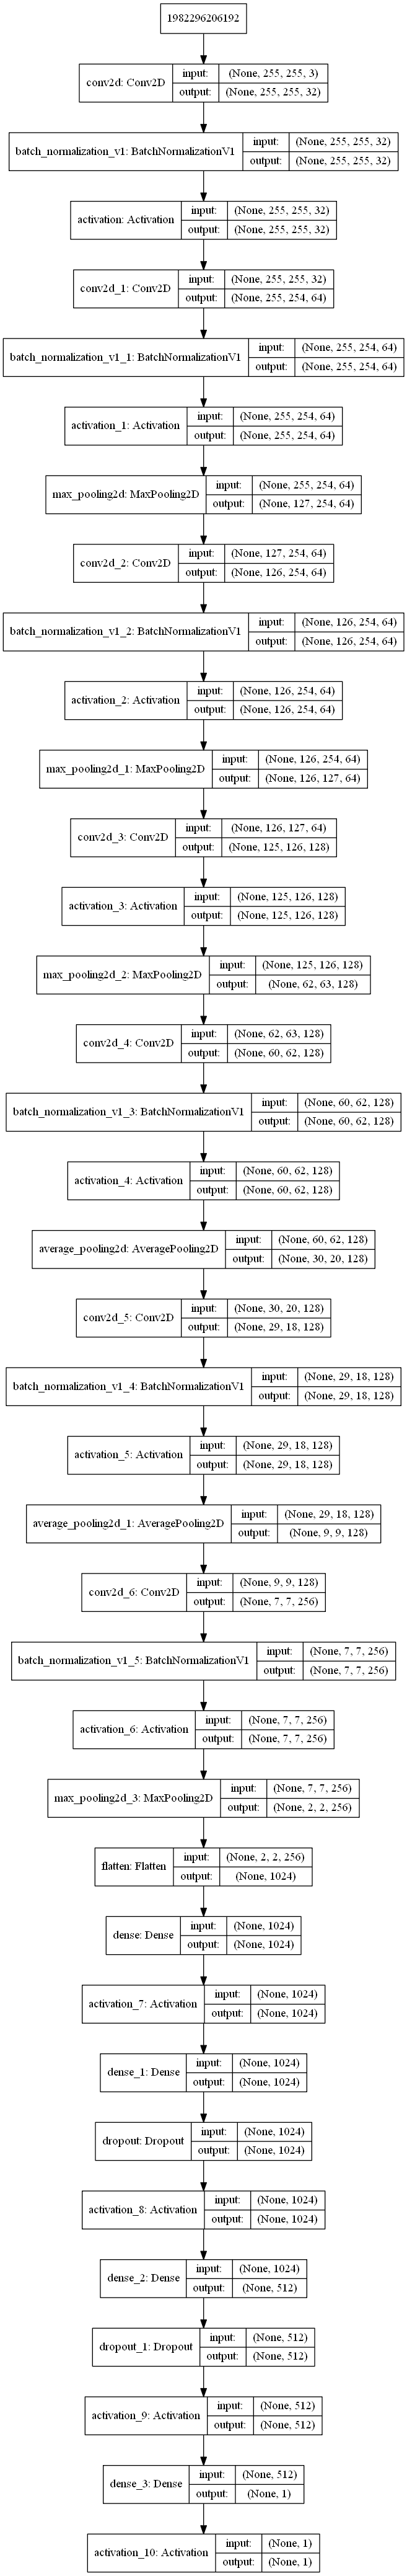 1982296206192
conv2d: Conv2D
input: (None, 255, 255, 3)
output: (None, 255, 255, 32)
batch_normalization_v1: BatchNormalizationV1
input: (None, 255, 255, 32)
output: (None, 255, 255, 32)
activation: Activation
input: (None, 255, 255, 32)
output: (None, 255, 255, 32)
conv2d_1: Conv2D
input: (None, 255, 255, 32)
output: (None, 255, 254, 64)
batch_normalization_v1_1: BatchNormalizationV1
input: (None, 255, 254, 64)
output: (None, 255, 254, 64)
activation_1: Activation
input: (None, 255, 254, 64)
output: (None, 255, 254, 64)
max_pooling2d: MaxPooling2D
input: (None, 255, 254, 64)
output: (None, 127, 254, 64)
conv2d_2: Conv2D
input: (None, 127, 254, 64)
output: (None, 126, 254, 64)
batch_normalization_v1_2: BatchNormalizationV1
input: (None, 126, 254, 64)
output: (None, 126, 254, 64)
activation_2: Activation
input: (None, 126, 254, 64)
output: (None, 126, 254, 64)
max_pooling2d_1: MaxPooling2D
input: (None, 126, 254, 64)
output: (None, 126, 127, 64)
conv2d_3: Conv2D
input: (None, 126, 127, 64)
output: (None, 125, 126, 128)
activation_3: Activation
input: (None, 125, 126, 128)
output: (None, 125, 126, 128)
max_pooling2d_2: MaxPooling2D
input: (None, 125, 126, 128)
output: (None, 62, 63, 128)
conv2d_4: Conv2D
input: (None, 62, 63, 128)
output: (None, 60, 62, 128)
batch_normalization_v1_3: BatchNormalizationV1
input: (None, 60, 62, 128)
output: (None, 60, 62, 128)
activation_4: Activation
input: (None, 60, 62, 128)
output: (None, 60, 62, 128)
average_pooling2d: AveragePooling2D
input: (None, 60, 62, 128)
output: (None, 30, 20, 128)
conv2d_5: Conv2D
input: (None, 30, 20, 128)
output: (None, 29, 18, 128)
batch_normalization_v1_4: BatchNormalizationV1
input: (None, 29, 18, 128)
output: (None, 29, 18, 128)
activation_5: Activation
input: (None, 29, 18, 128)
output: (None, 29, 18, 128)
average_pooling2d_1: AveragePooling2D
input: (None, 29, 18, 128)
output: (None, 9, 9, 128)
conv2d_6: Conv2D
input: (None, 9, 9, 128)
output: (None, 7, 7, 256)
batch_normalization_v1_5: BatchNormalizationV1
input: (None, 7, 7, 256)
output: (None, 7, 7, 256)
activation_6: Activation
input: (None, 7, 7, 256)
output: (None, 7, 7, 256)
max_pooling2d_3: MaxPooling2D
input: (None, 7, 7, 256)
output: (None, 2, 2, 256)
flatten: Flatten
input: (None, 2, 2, 256)
output: (None, 1024)
dense: Dense
input: (None, 1024)
output: (None, 1024)
activation_7: Activation
input: (None, 1024)
output: (None, 1024)
dense_1: Dense
input: (None, 1024)
output: (None, 1024)
dropout: Dropout
input: (None, 1024)
output: (None, 1024)
activation_8: Activation
input: (None, 1024)
output: (None, 1024)
dense_2: Dense
input: (None, 1024)
output: (None, 512)
dropout_1: Dropout
input: (None, 512)
output: (None, 512)
activation_9: Activation
input: (None, 512)
output: (None, 512)
dense_3: Dense
input: (None, 512)
output: (None, 1)
activation_10: Activation
input: (None, 1)
output: (None, 1)